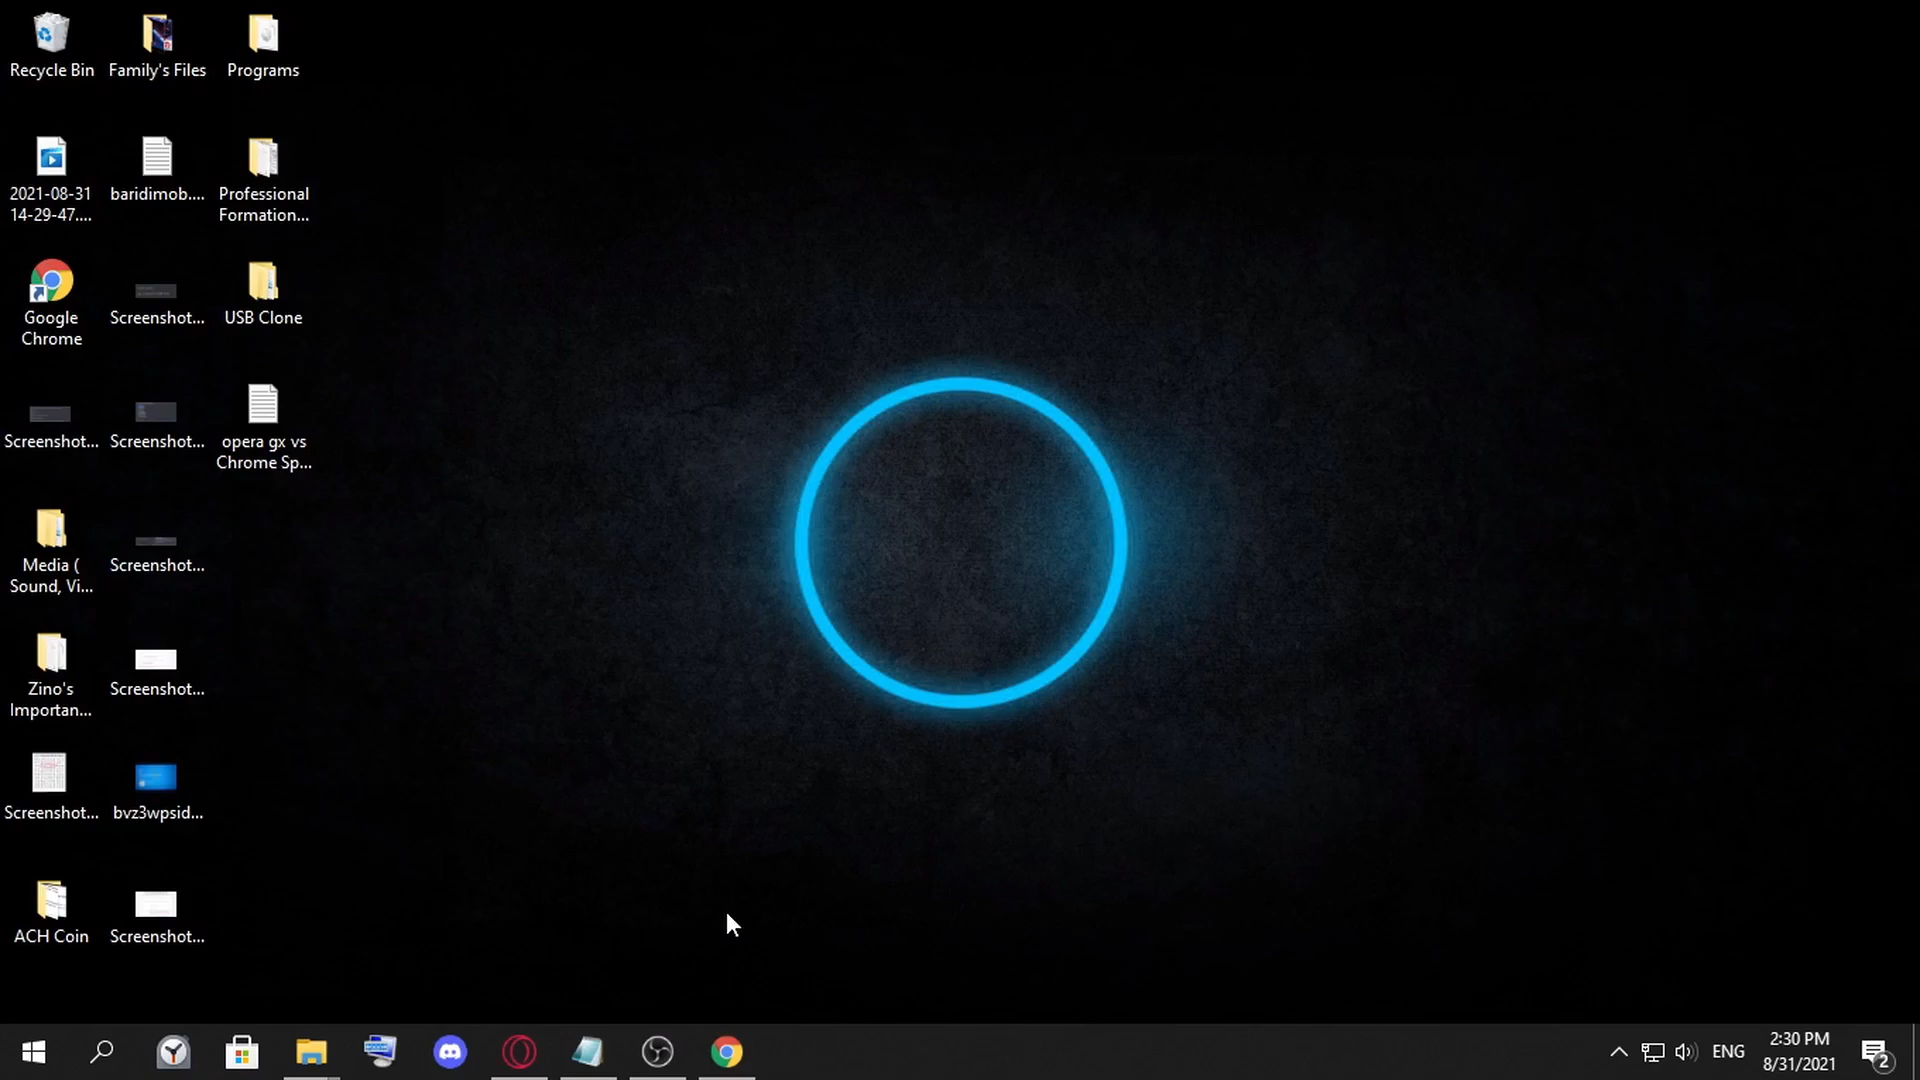 Recycle Bin
Family's Files
Programs
2021-08-31
14-29-47....
baridimob....
Professional
Formation...
Google
Chrome
Screenshot...
USB Clone
Screenshot...
Screenshot...
opera gx vs
Chrome Sp...
Media (
Sound, Vi...
Screenshot...
Zino's
Importan...
Screenshot...
Screenshot...
bvz3wpsid...
ACH Coin
Screenshot...
ENG
2:30 PM
8/31/2021
2